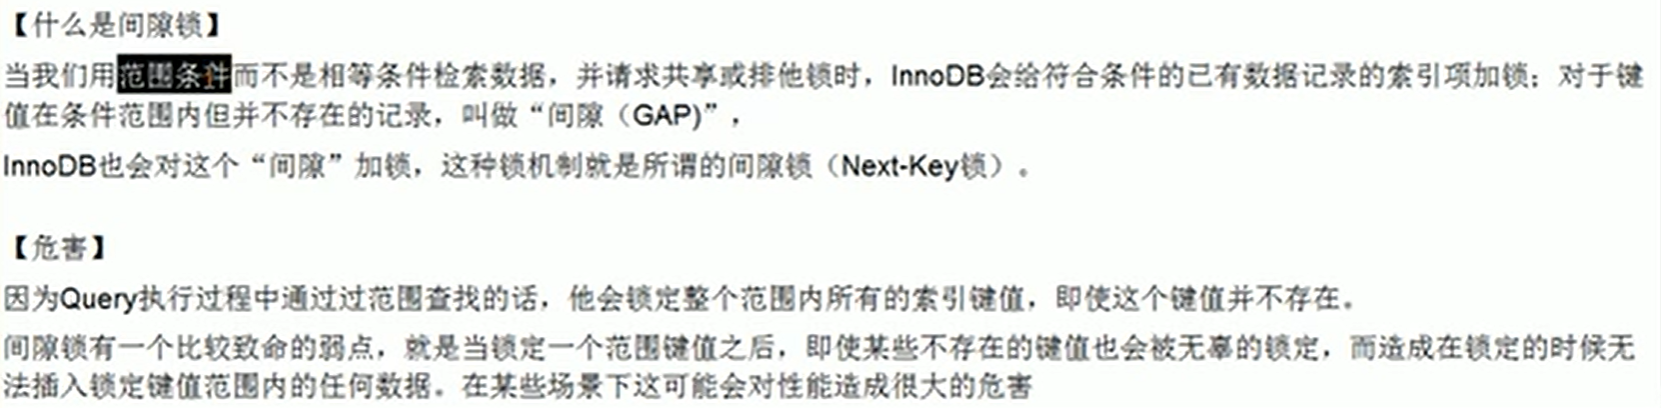 【什么是间隙锁】
当我们用范围条件而不是相等条件检索数据，并请求共享或排他锁时，InnoDB会给符合条件的已有数据记录的索引项加锁；对于键
值在条件范围内但并不存在的记录，叫做“间隙（GAP)”，
InnoDB也会对这个“间隙”加锁，这种锁机制就是所谓的间隙锁（Next-Key锁）。
【危害】
因为Query执行过程中通过过范围查找的话，他会锁定整个范围内所有的索引键值，即使这个键值并不存在。
间隙锁有一个比较致命的弱点，就是当锁定一个范围键值之后，即使某些不存在的键值也会被无辜的锁定，而造成在锁定的时候无
法插入锁定键值范围内的任何数据。在某些场景下这可能会对性能造成很大的危害